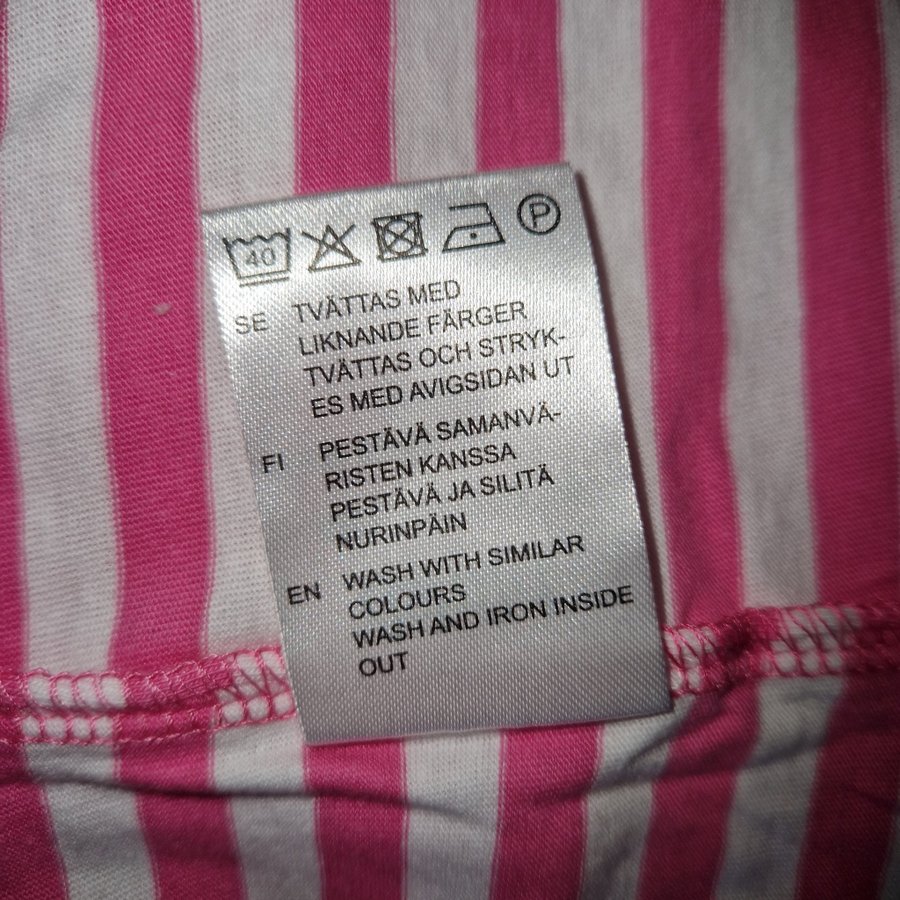 40 P
SE TVÄTTAS MED
LIKNANDE FÄRGER
TVÄTTAS OCH STRYK-
ES MED AVIGSIDAN UT
FI PESTÄVÄ SAMANVÄ-
RISTEN KANSSA
PESTÄVÄ JA SILITÄ
NURINPÄIN
EN WASH WITH SIMILAR
COLOURS
WASH AND IRON INSIDE
OUT